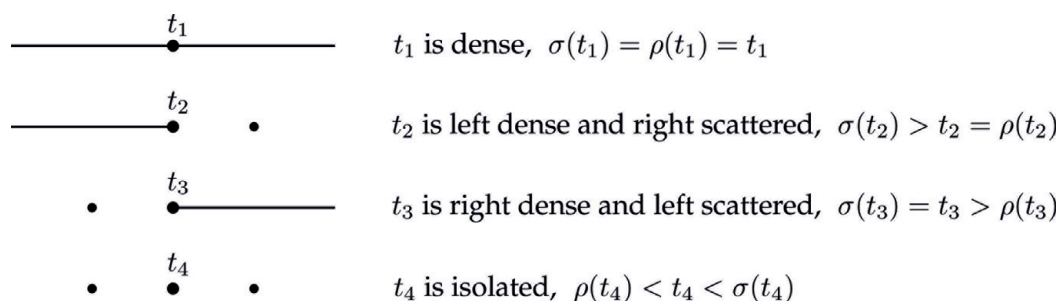 t₁
t₁ is dense, σ(t₁) = ρ(t₁) = t₁
t₂
t₂ is left dense and right scattered, σ(t₂) > t₂ = ρ(t₂)
t₃
t₃ is right dense and left scattered, σ(t₃) = t₃ > ρ(t₃)
t₄
t₄ is isolated, ρ(t₄) < t₄ < σ(t₄)